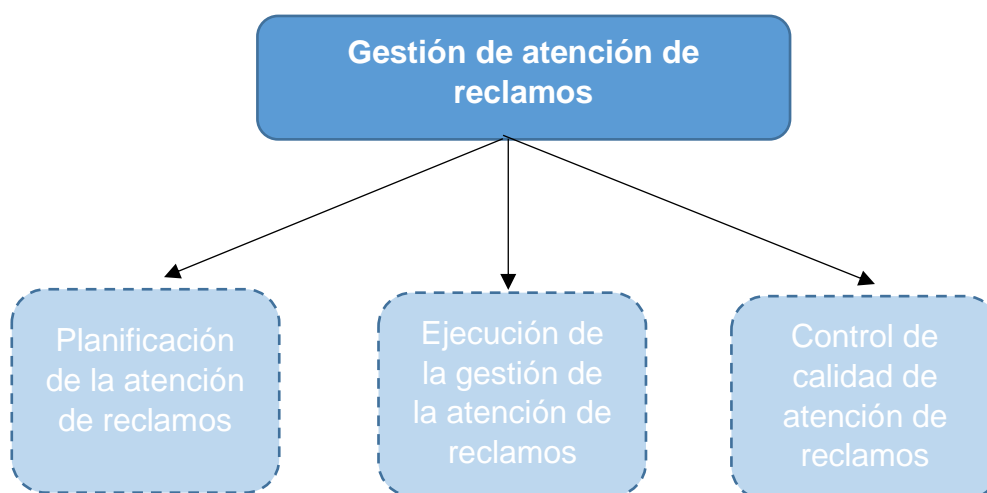 Gestión de atención de
reclamos
Planificación
de la atención
de reclamos
Ejecución de
la gestión de
la atención de
reclamos
Control de
calidad de
atención de
reclamos